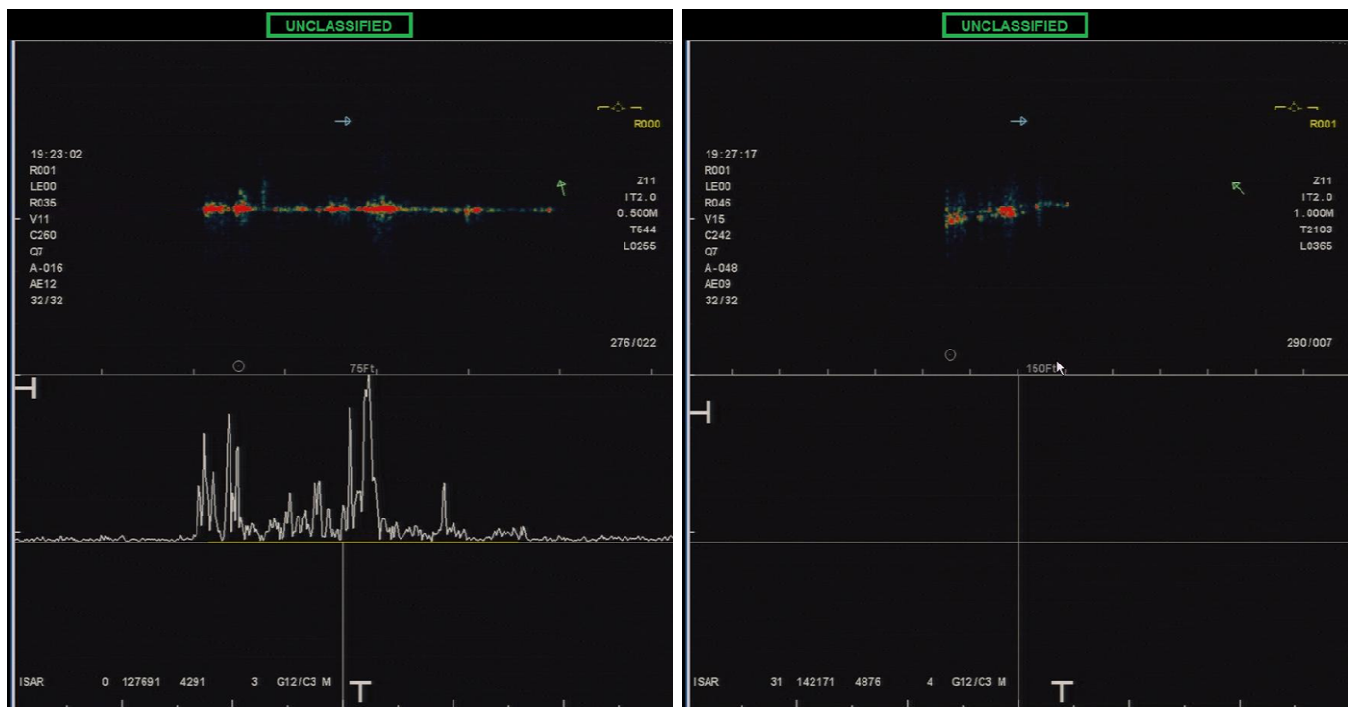 UNCLASSIFIED
R000
19:23:02
R001
LE00
R035
V11
C260
Q7
A-016
AE12
32/32
Z11
IT2.0
0.500M
T644
L0255
276/022
75Ft
ISAR 0 127691 4291 3 G12/C3 M
UNCLASSIFIED
R001
19:27:17
R001
LE00
R046
V15
C242
Q7
A-048
AE09
32/32
Z11
IT2.0
1.000M
T2103
L0365
290/007
150Ft
ISAR 31 142171 4876 4 G12/C3 M